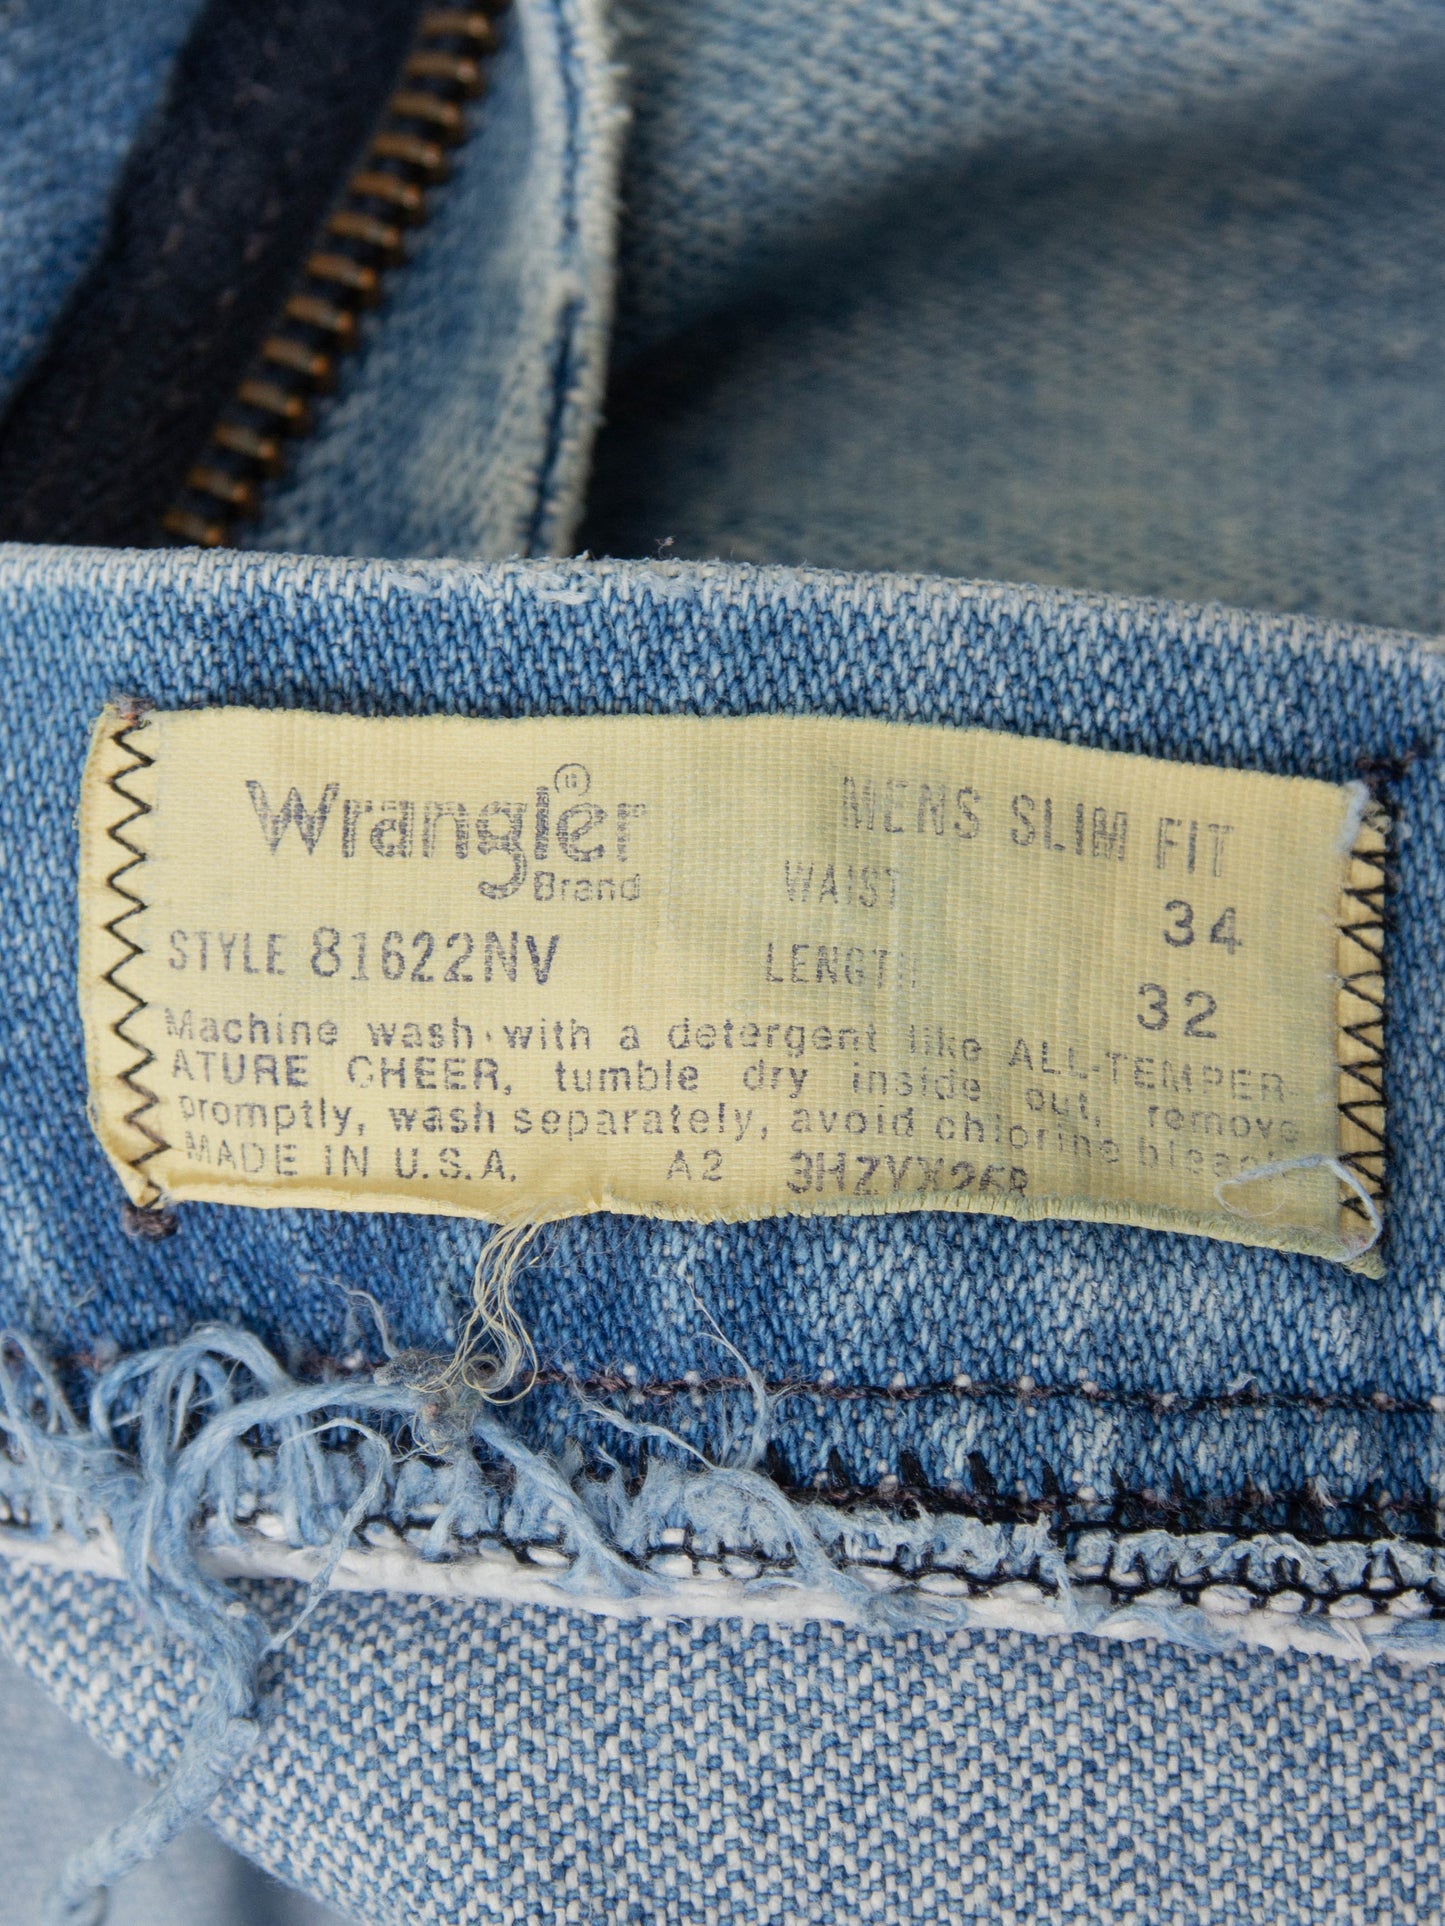 Wrangler®
Brand
MENS SLIM FIT
WAIST 34
STYLE 81622NV
LENGTH 32
Machine wash with a detergent like ALL-TEMPER-
ATURE CHEER, tumble dry inside out, remove
promptly, wash separately, avoid chlorine bleach
MADE IN U.S.A. A2